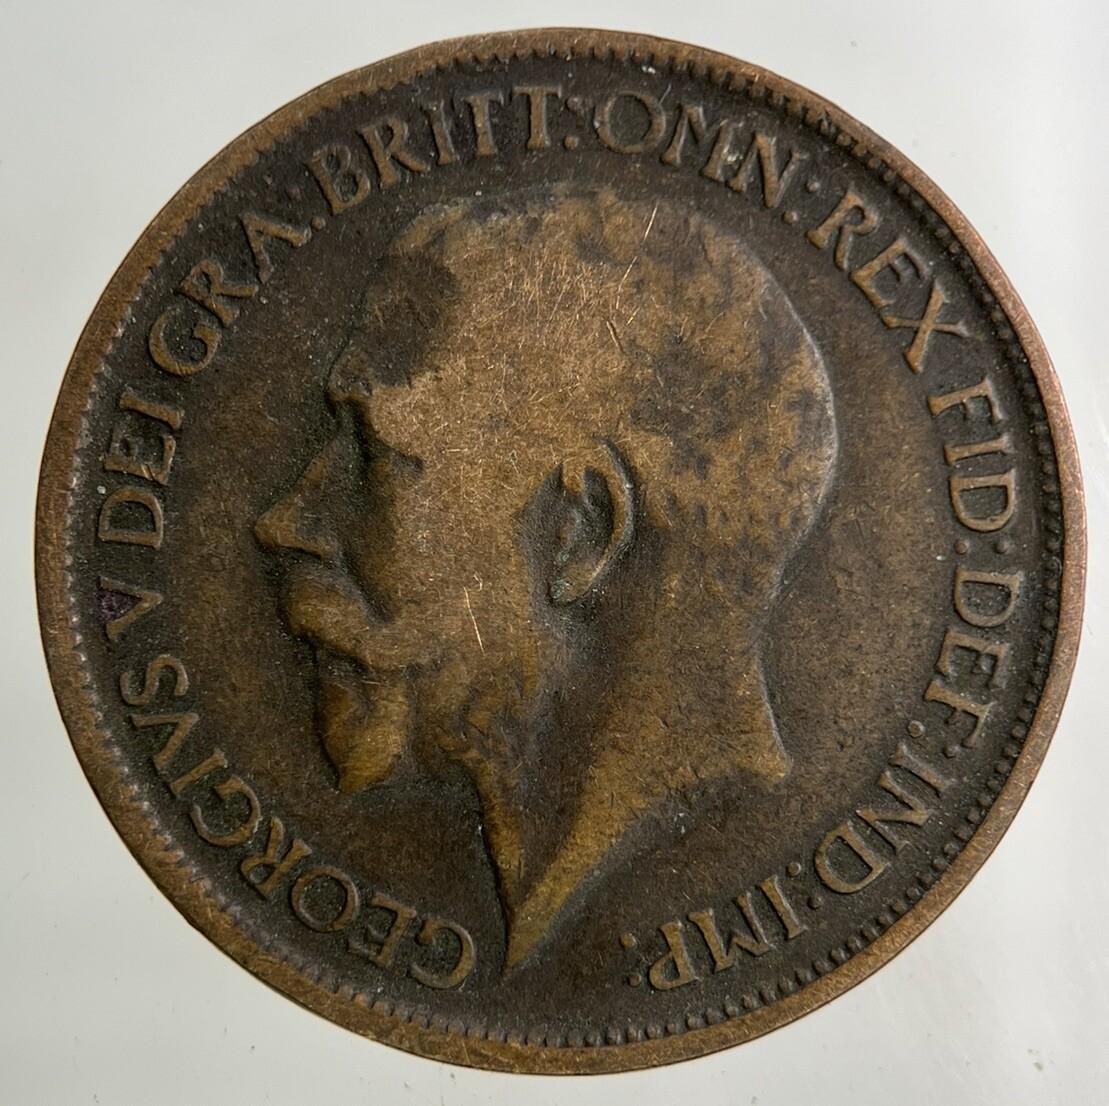 GEORGIVS V DEI GRA: BRITT: OMN: REX FID: DEF: IND: IMP: